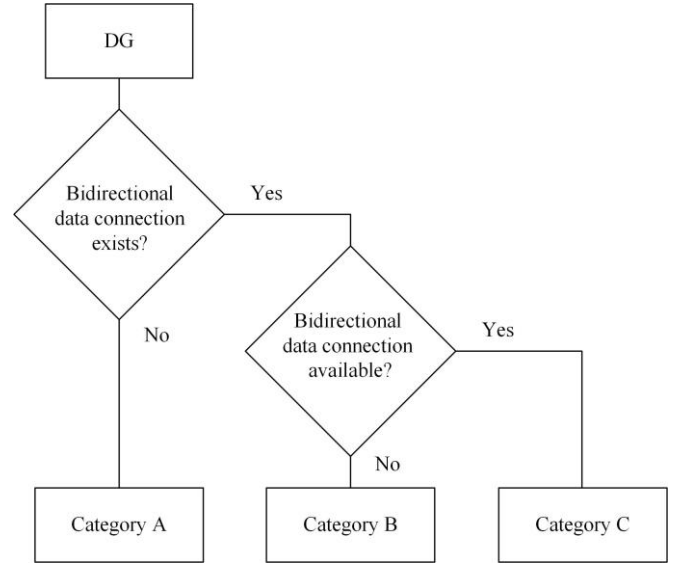 DG
Bidirectional
data connection
exists?
Yes
No
Bidirectional
data connection
available?
Yes
No
Category A
Category B
Category C